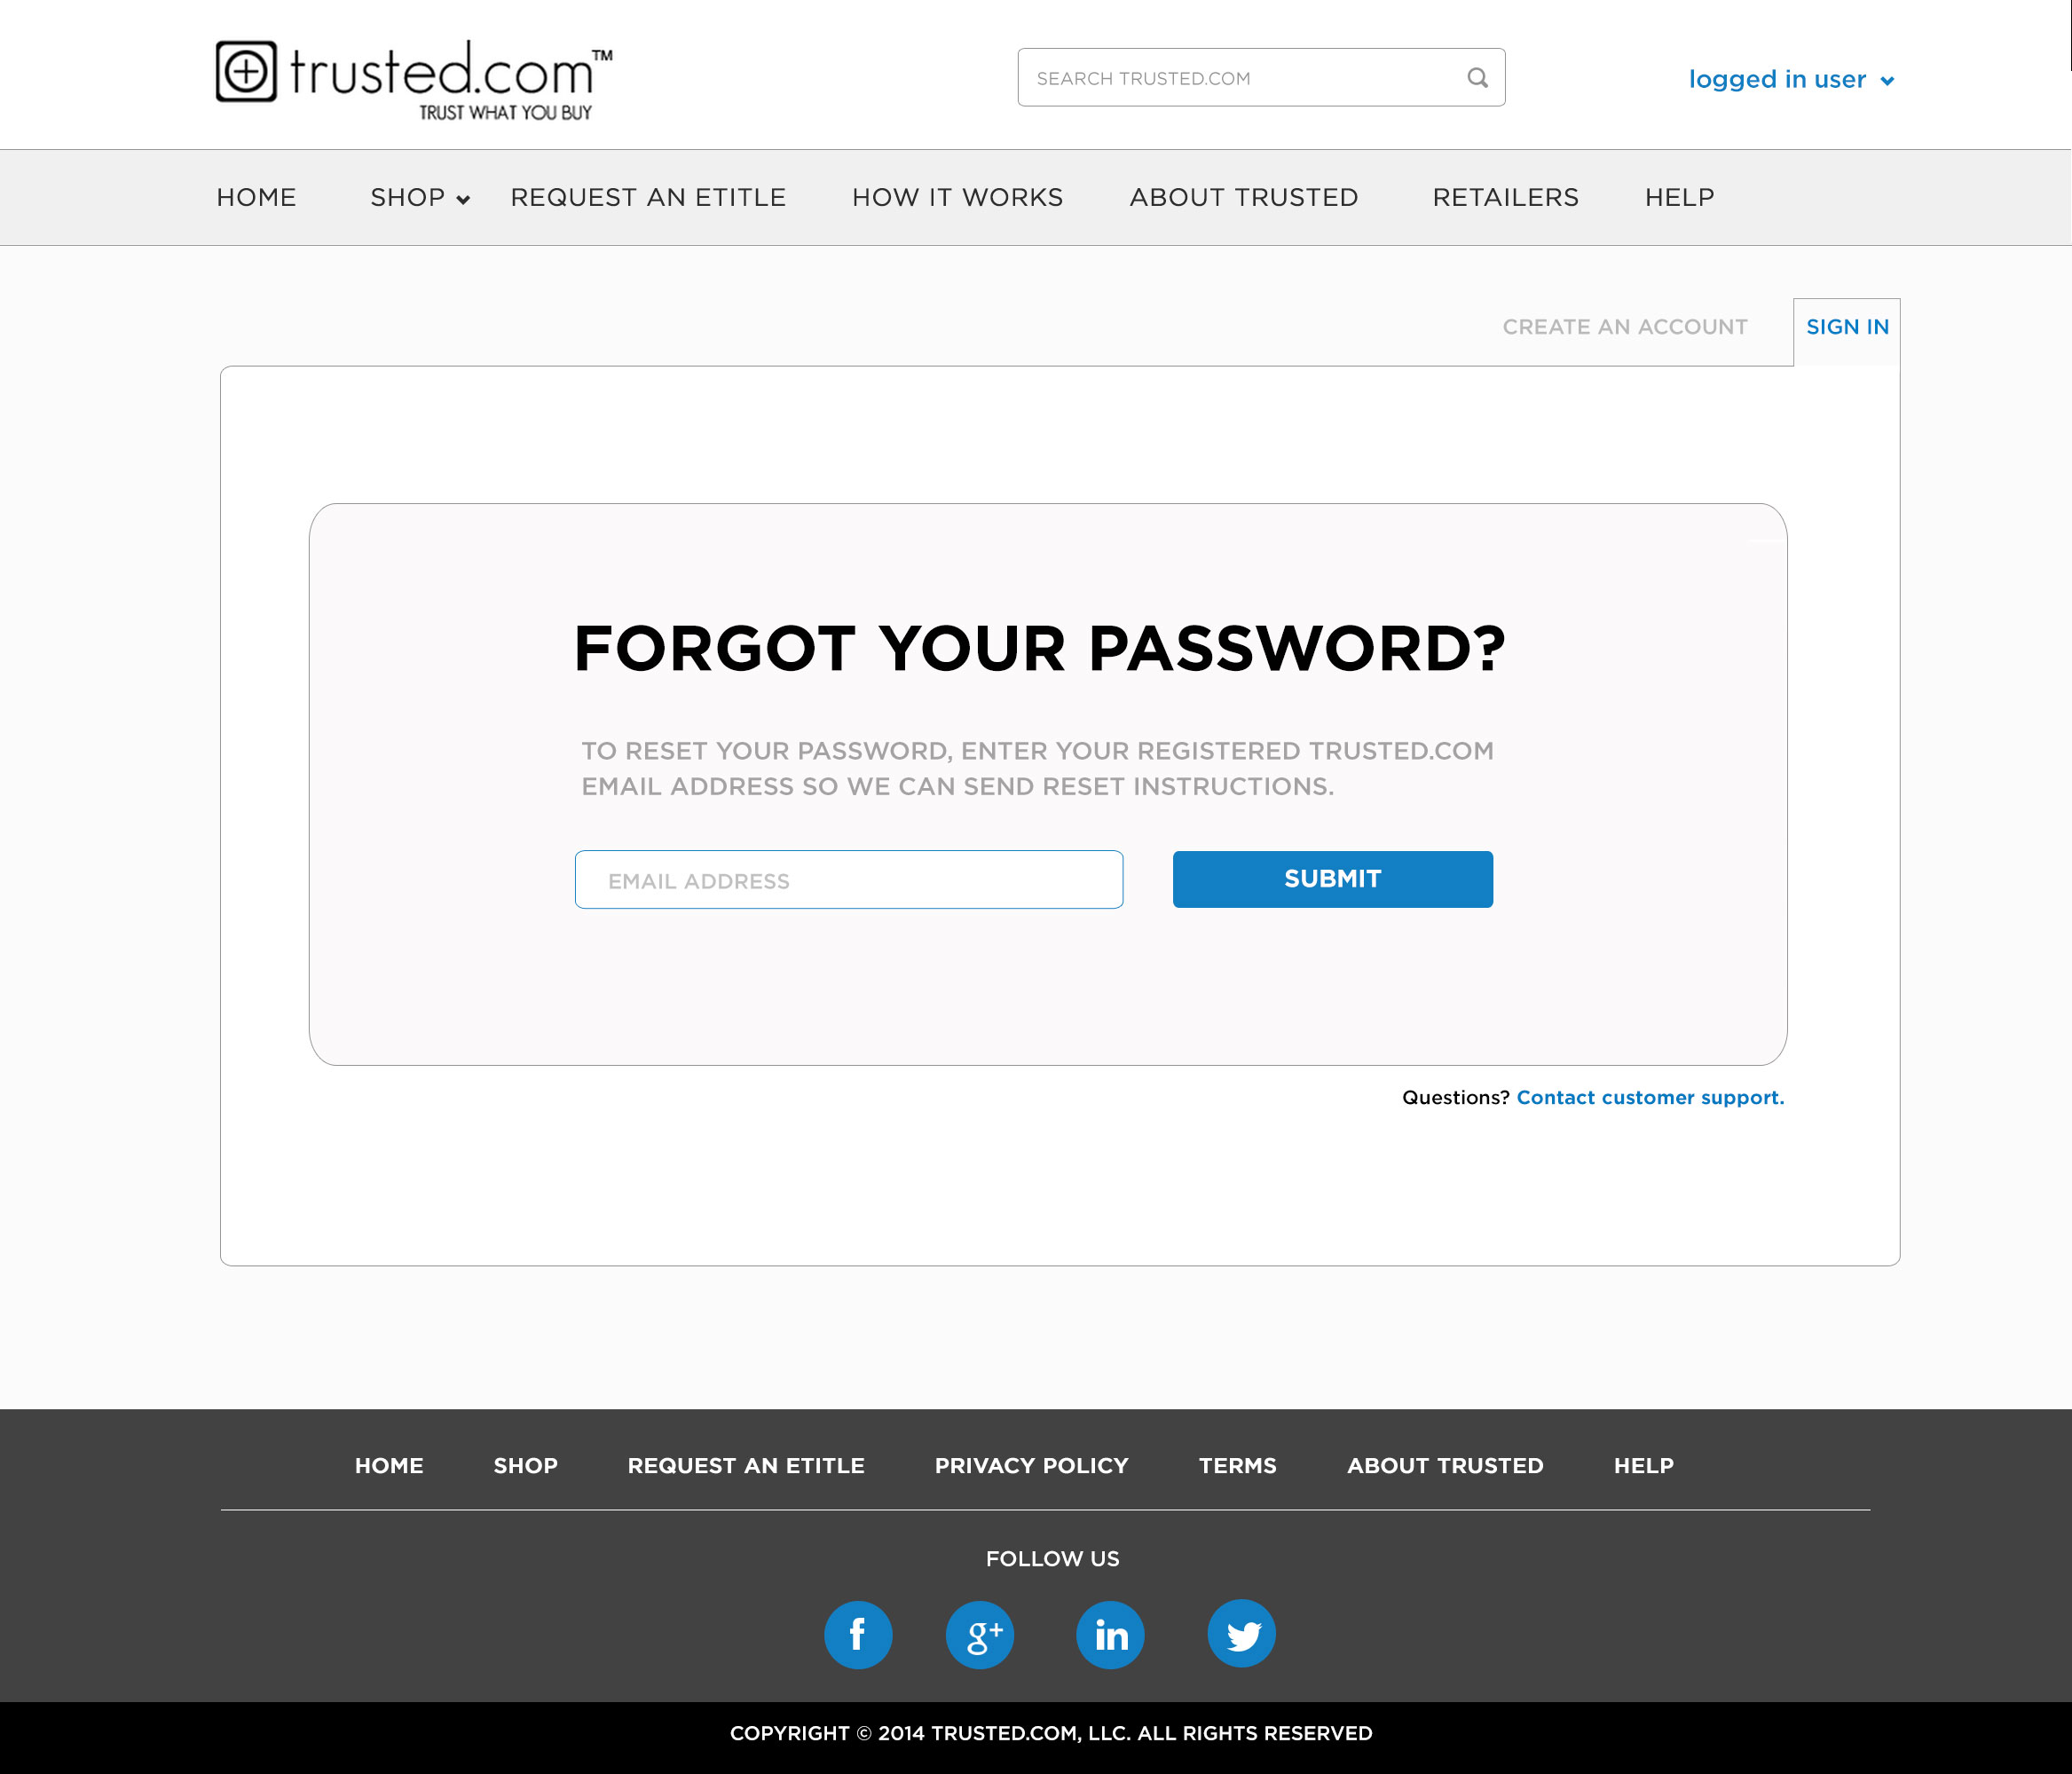 trusted.com™
TRUST WHAT YOU BUY
SEARCH TRUSTED.COM
logged in user
HOME SHOP REQUEST AN ETITLE HOW IT WORKS ABOUT TRUSTED RETAILERS HELP
CREATE AN ACCOUNT SIGN IN
FORGOT YOUR PASSWORD?
TO RESET YOUR PASSWORD, ENTER YOUR REGISTERED TRUSTED.COM
EMAIL ADDRESS SO WE CAN SEND RESET INSTRUCTIONS.
EMAIL ADDRESS SUBMIT
Questions? Contact customer support.
HOME SHOP REQUEST AN ETITLE PRIVACY POLICY TERMS ABOUT TRUSTED HELP
FOLLOW US
f g+ in
COPYRIGHT © 2014 TRUSTED.COM, LLC. ALL RIGHTS RESERVED